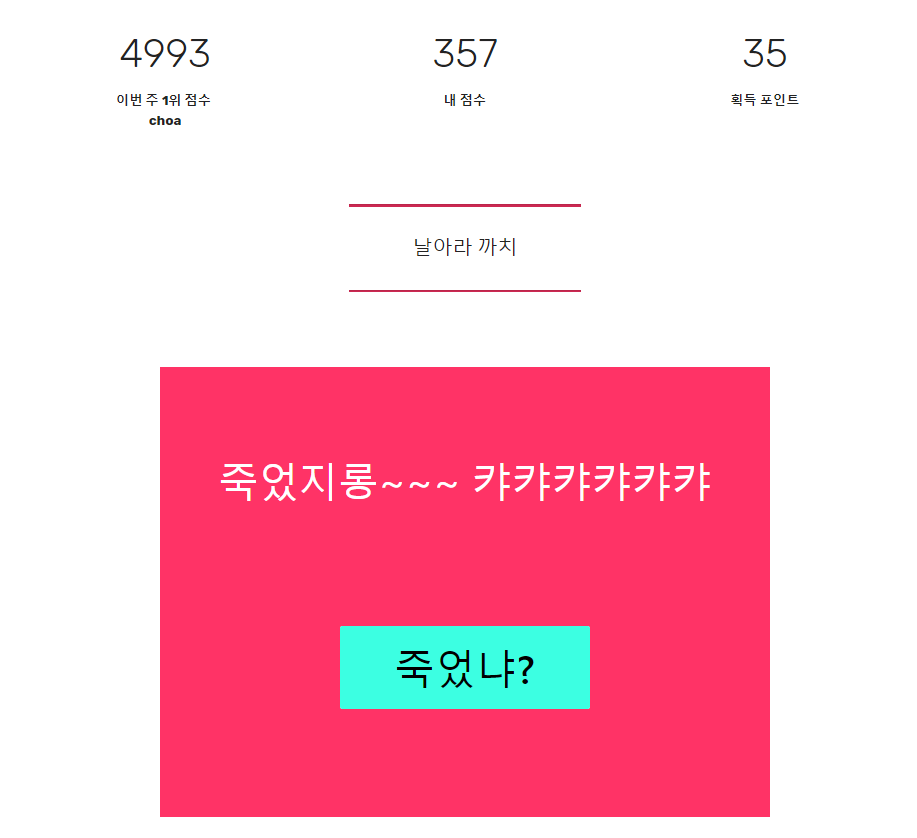 4993
이번 주 1위 점수
choa
357
내 점수
35
획득 포인트
날아라 까치
죽었지롱~~~ 캬캬캬캬캬캬
죽었냐?